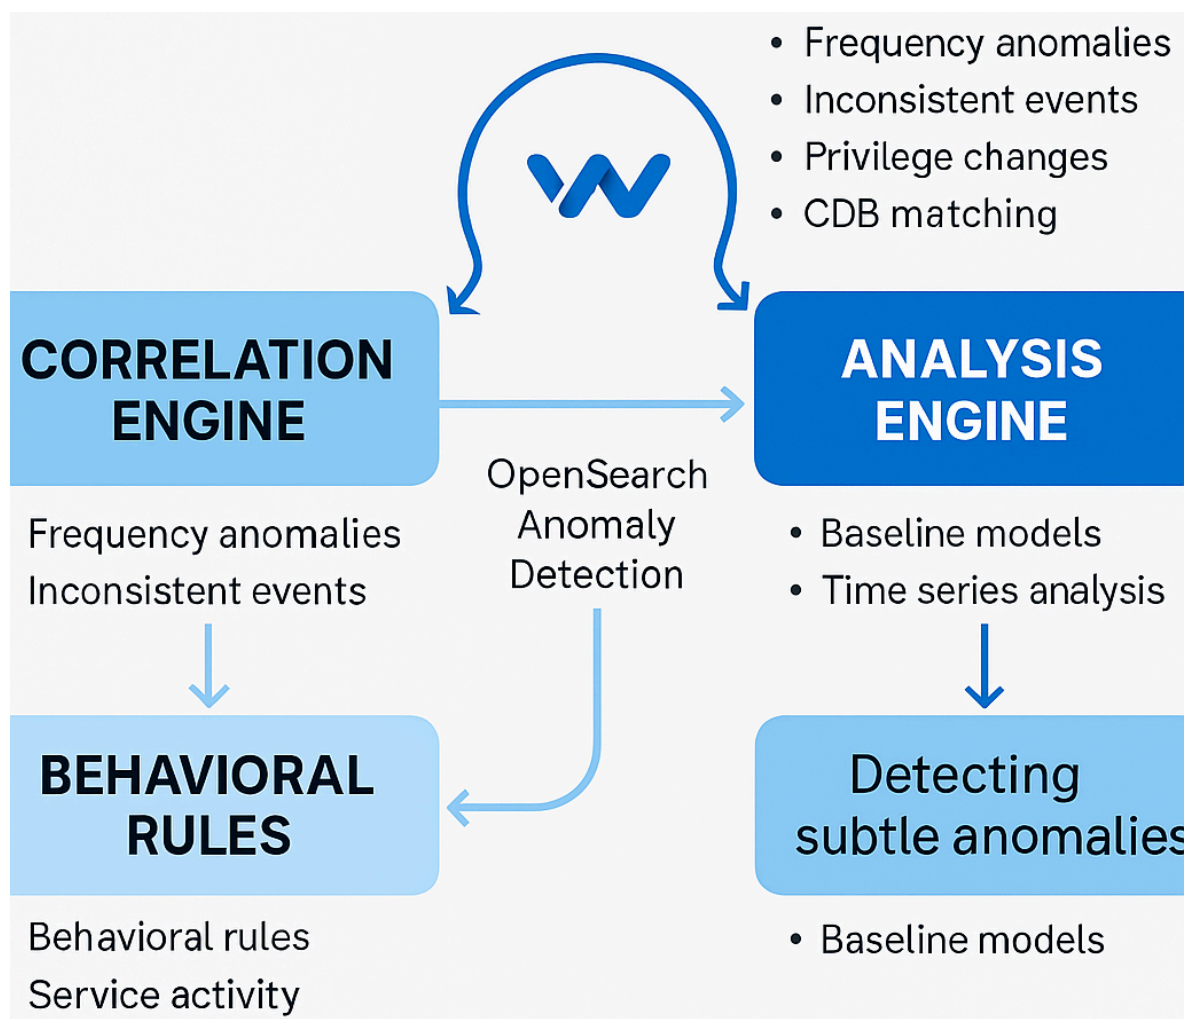 • Frequency anomalies
• Inconsistent events
• Privilege changes
• CDB matching
CORRELATION
ENGINE
ANALYSIS
ENGINE
Frequency anomalies
Inconsistent events
OpenSearch
Anomaly
Detection
• Baseline models
• Time series analysis
BEHAVIORAL
RULES
Detecting
subtle anomalies
Behavioral rules
Service activity
• Baseline models